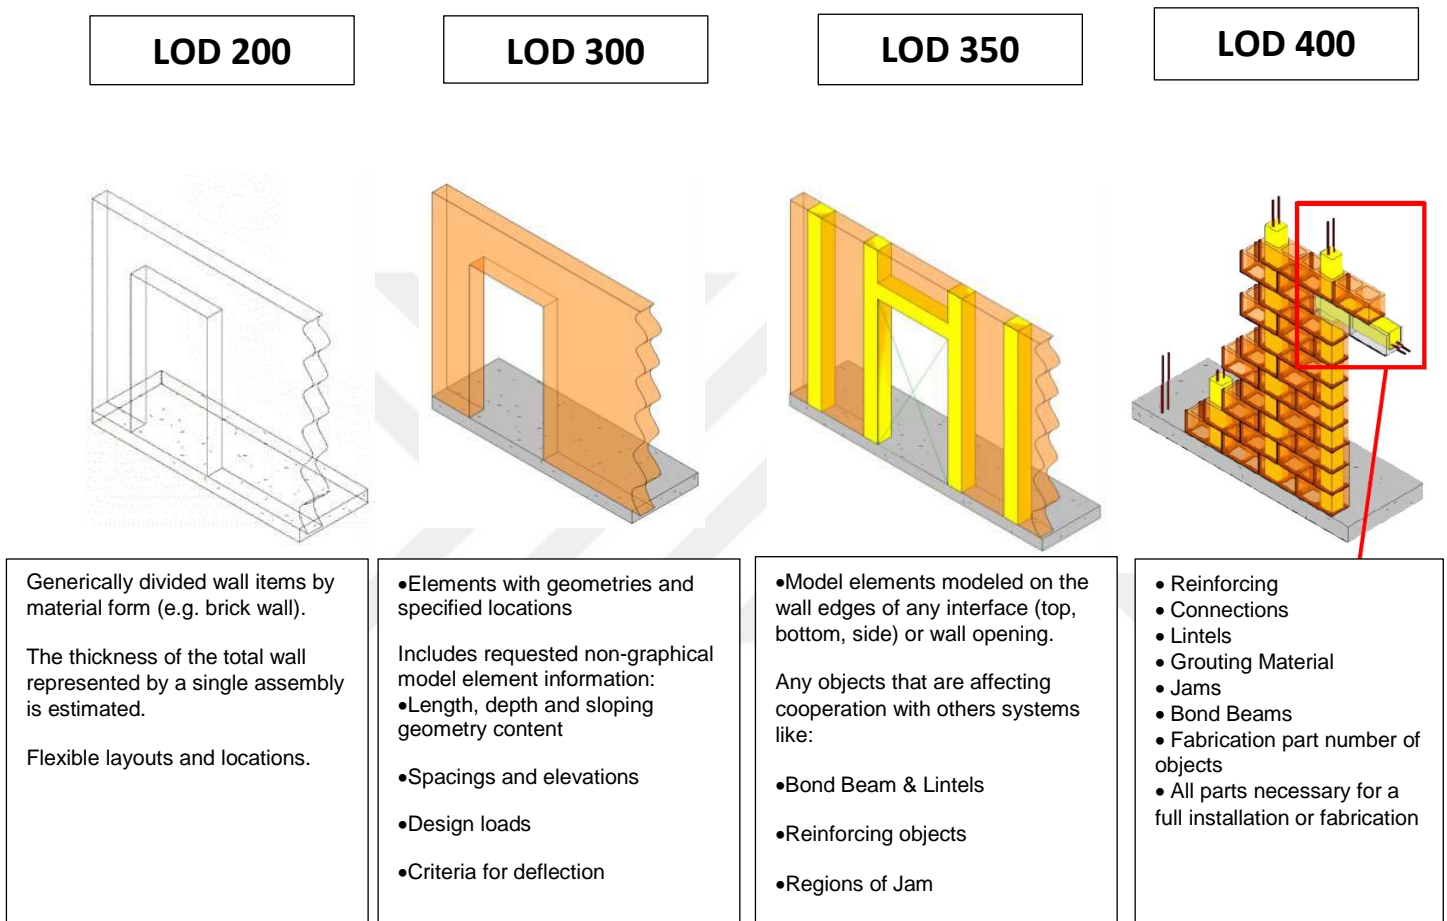 LOD 200
LOD 300
LOD 350
LOD 400
Generically divided wall items by
material form (e.g. brick wall).
The thickness of the total wall
represented by a single assembly
is estimated.
Flexible layouts and locations.
•Elements with geometries and
specified locations
Includes requested non-graphical
model element information:
•Length, depth and sloping
geometry content
•Spacings and elevations
•Design loads
•Criteria for deflection
•Model elements modeled on the
wall edges of any interface (top,
bottom, side) or wall opening.
Any objects that are affecting
cooperation with others systems
like:
•Bond Beam & Lintels
•Reinforcing objects
•Regions of Jam
• Reinforcing
• Connections
• Lintels
• Grouting Material
• Jams
• Bond Beams
• Fabrication part number of
objects
• All parts necessary for a
full installation or fabrication